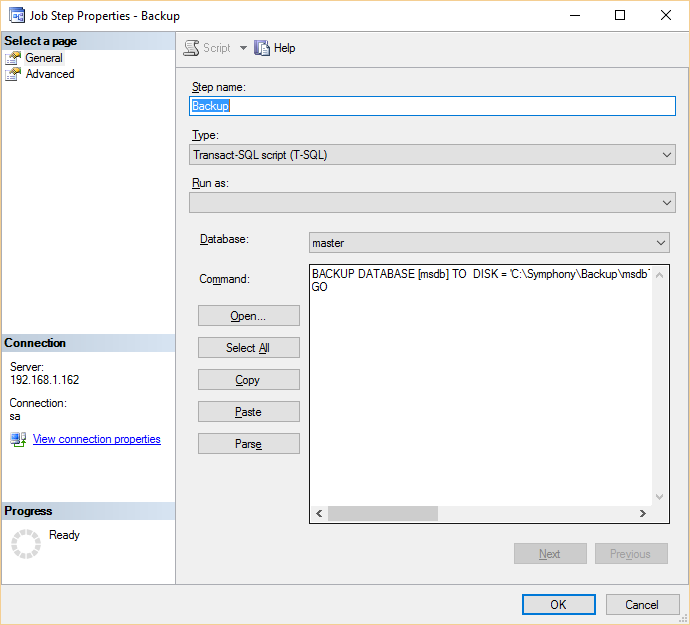 Job Step Properties - Backup
Select a page
General
Advanced
Script
Help
Step name:
Backup
Type:
Transact-SQL script (T-SQL)
Run as:
Database:
master
Command:
BACKUP DATABASE [msdb] TO  DISK = 'C:\Symphony\Backup\msdb
GO
Open...
Select All
Copy
Paste
Parse
Connection
Server:
192.168.1.162
Connection:
sa
View connection properties
Progress
Ready
Next
Previous
OK
Cancel